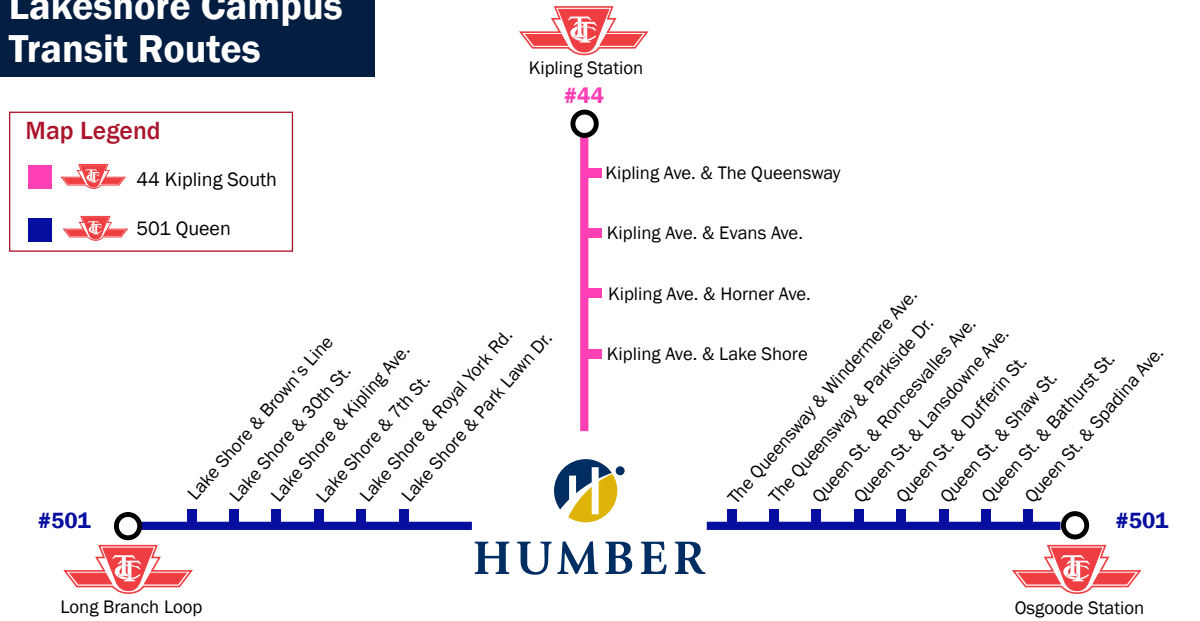 Lakeshore Campus
Transit Routes
Map Legend
TTC 44 Kipling South
TTC 501 Queen
TTC
Kipling Station
#44
Kipling Ave. & The Queensway
Kipling Ave. & Evans Ave.
Kipling Ave. & Horner Ave.
Kipling Ave. & Lake Shore
#501
Lake Shore & Brown's Line
Lake Shore & 30th St.
Lake Shore & Kipling Ave.
Lake Shore & 7th St.
Lake Shore & Royal York Rd.
Lake Shore & Park Lawn Dr.
TTC
Long Branch Loop
H
HUMBER
The Queensway & Windermere Ave.
The Queensway & Parkside Dr.
Queen St. & Roncesvalles Ave.
Queen St. & Lansdowne Ave.
Queen St. & Dufferin St.
Queen St. & Shaw St.
Queen St. & Bathurst St.
Queen St. & Spadina Ave.
#501
TTC
Osgoode Station